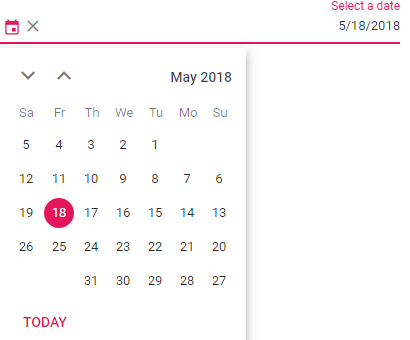 Select a date
5/18/2018
May 2018
Sa Fr Th We Tu Mo Su
5 4 3 2 1
12 11 10 9 8 7 6
19 18 17 16 15 14 13
26 25 24 23 22 21 20
31 30 29 28 27
TODAY